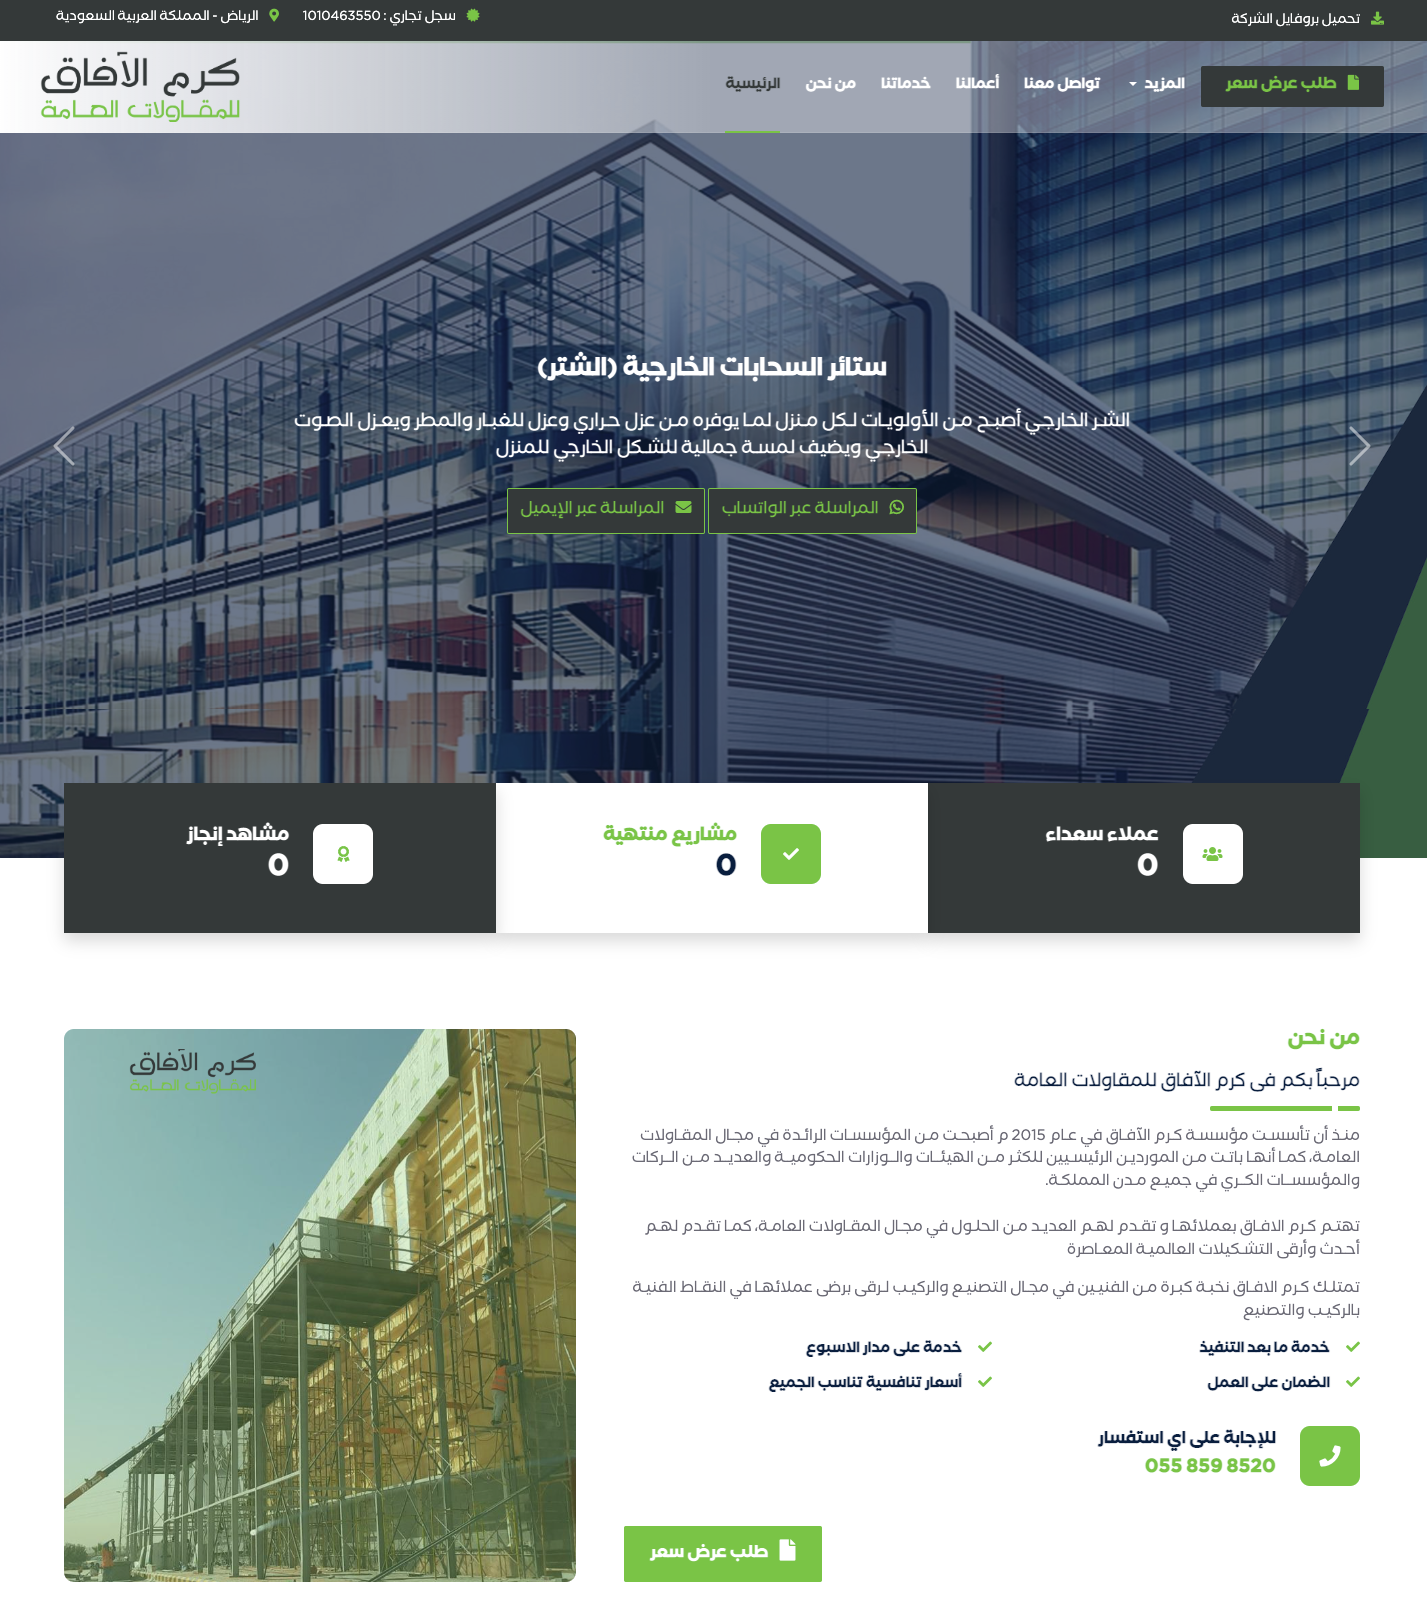 تحميل بروفايل الشركة
سجل تجاري : 1010463550
الرياض - المملكة العربية السعودية
طلب عرض سعر
المزيد
تواصل معنا
أعمالنا
خدماتنا
من نحن
الرئيسية
كرم الآفاق
للمقـاولات الصـامة
ستائر السحابات الخارجية (الشتر)
الشر الخارجي أصبح من الأولويات لكل منزل لما يوفره من عزل حراري وعزل للغبار والمطر ويعزل الصوت
الخارجي ويضيف لمسة جمالية للشكل الخارجي للمنزل
المراسلة عبر الواتساب
المراسلة عبر الإيميل
عملاء سعداء
0
مشاريع منتهية
0
مشاهد إنجاز
0
من نحن
مرحباً بكم فى كرم الآفاق للمقاولات العامة
منذ أن تأسست مؤسسة كرم الآفاق في عام 2015 م أصبحت من المؤسسات الرائدة في مجال المقاولات
العامة، كما أنها باتت من الموردين الرئيسيين للكثر من الهيئات والوزارات الحكومية والعديد من الركات
والمؤسسات الكري في جميع مدن المملكة.
تهتم كرم الافاق بعملائها و تقدم لهم العديد من الحلول في مجال المقاولات العامة، كما تقدم لهم
أحدث وأرقى التشكيلات العالمية المعاصرة
تمتلك كرم الافاق نخبة كبرة من الفنيين في مجال التصنيع والركيب لرقى برضى عملائها في النقاط الفنية
بالركيب والتصنيع
خدمة ما بعد التنفيذ
خدمة على مدار الاسبوع
الضمان على العمل
أسعار تنافسية تناسب الجميع
للإجابة على اي استفسار
055 859 8520
طلب عرض سعر
كرم الآفاق
للمقـاولات الصـامة